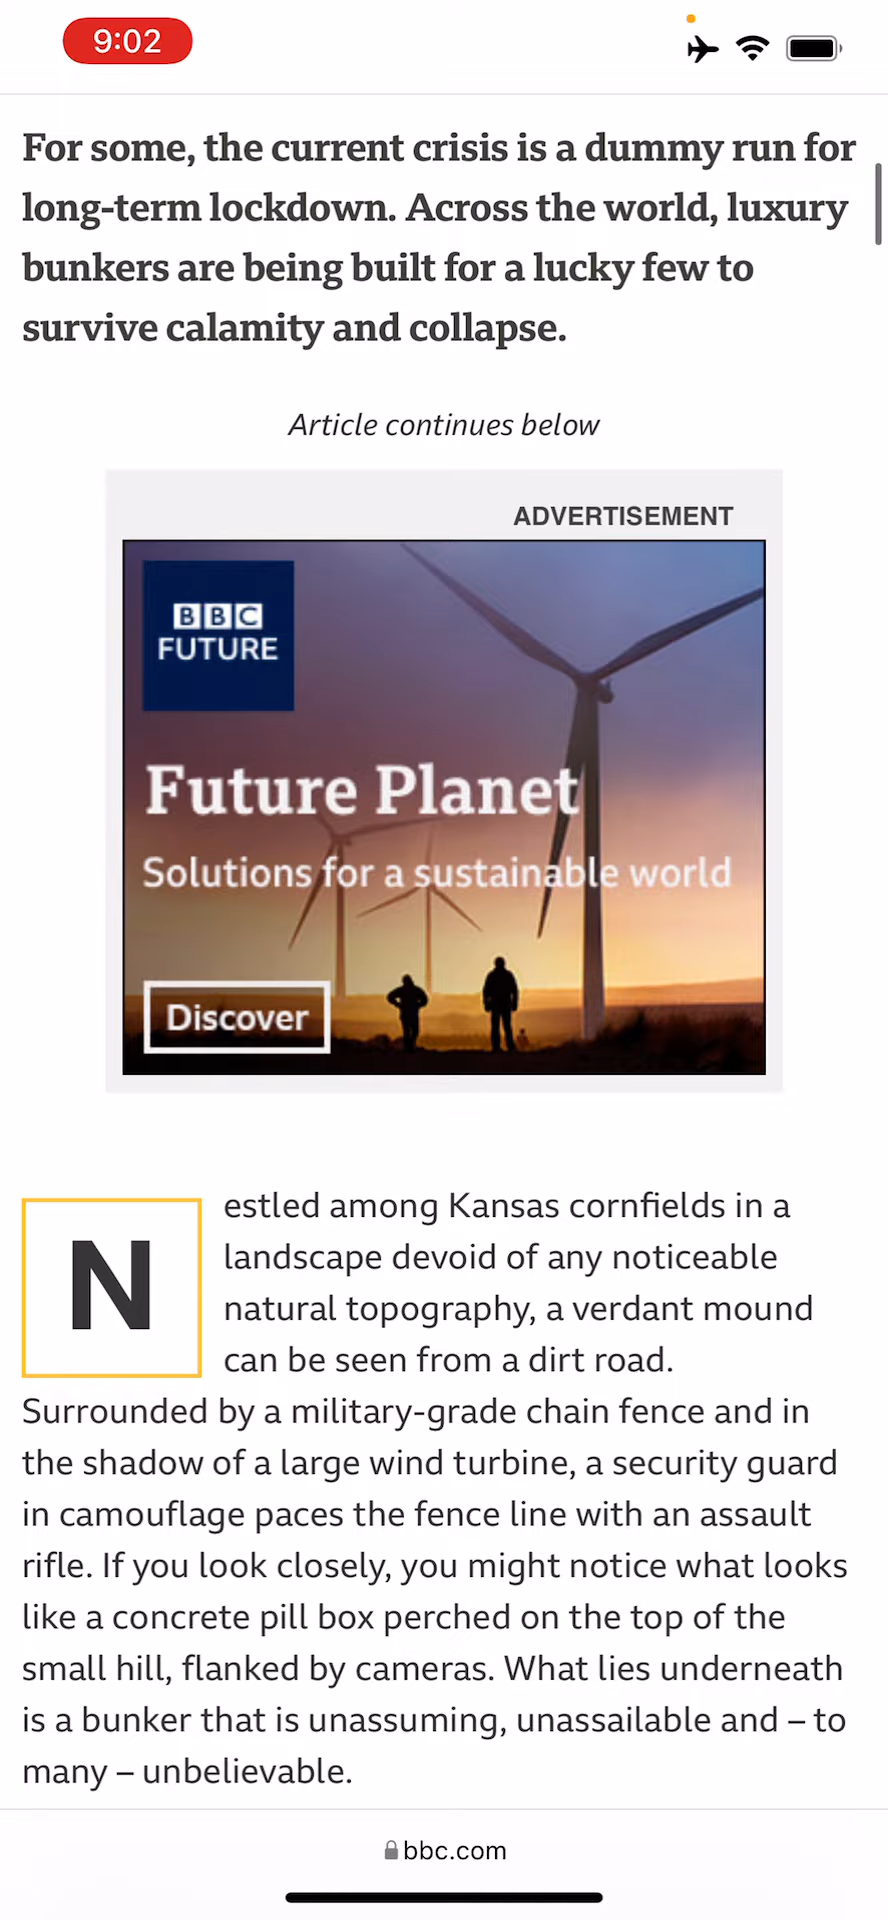 9:02
For some, the current crisis is a dummy run for
long-term lockdown. Across the world, luxury
bunkers are being built for a lucky few to
survive calamity and collapse.
Article continues below
ADVERTISEMENT
BBC
FUTURE
Future Planet
Solutions for a sustainable world
Discover
Nestled among Kansas cornfields in a
landscape devoid of any noticeable
natural topography, a verdant mound
can be seen from a dirt road.
Surrounded by a military-grade chain fence and in
the shadow of a large wind turbine, a security guard
in camouflage paces the fence line with an assault
rifle. If you look closely, you might notice what looks
like a concrete pill box perched on the top of the
small hill, flanked by cameras. What lies underneath
is a bunker that is unassuming, unassailable and – to
many – unbelievable.
bbc.com